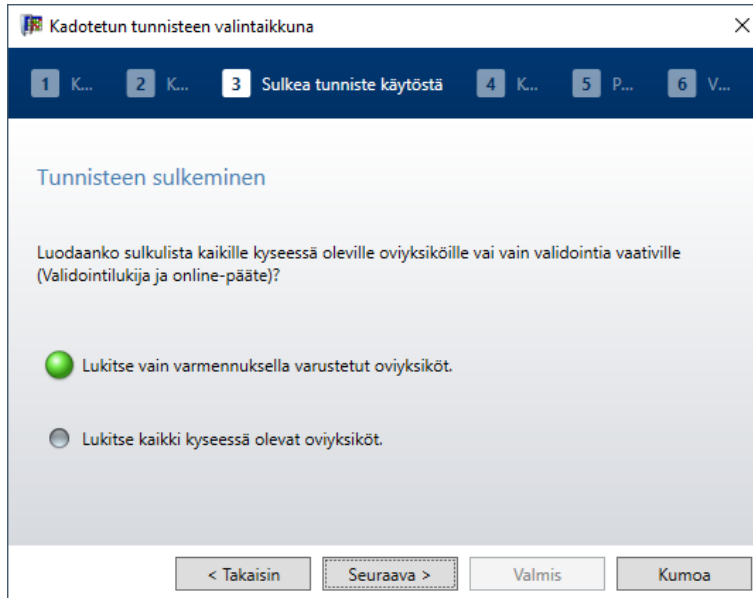 Kadotetun tunnisteen valintaikkuna
1 K... 2 K... 3 Sulkea tunniste käytöstä 4 K... 5 P... 6 V...
Tunnisteen sulkeminen
Luodaanko sulkulista kaikille kyseessä oleville oviyksiköille vai vain validointia vaativille
(Validointilukija ja online-pääte)?
Lukitse vain varmennuksella varustetut oviyksiköt.
Lukitse kaikki kyseessä olevat oviyksiköt.
< Takaisin Seuraava > Valmis Kumoa